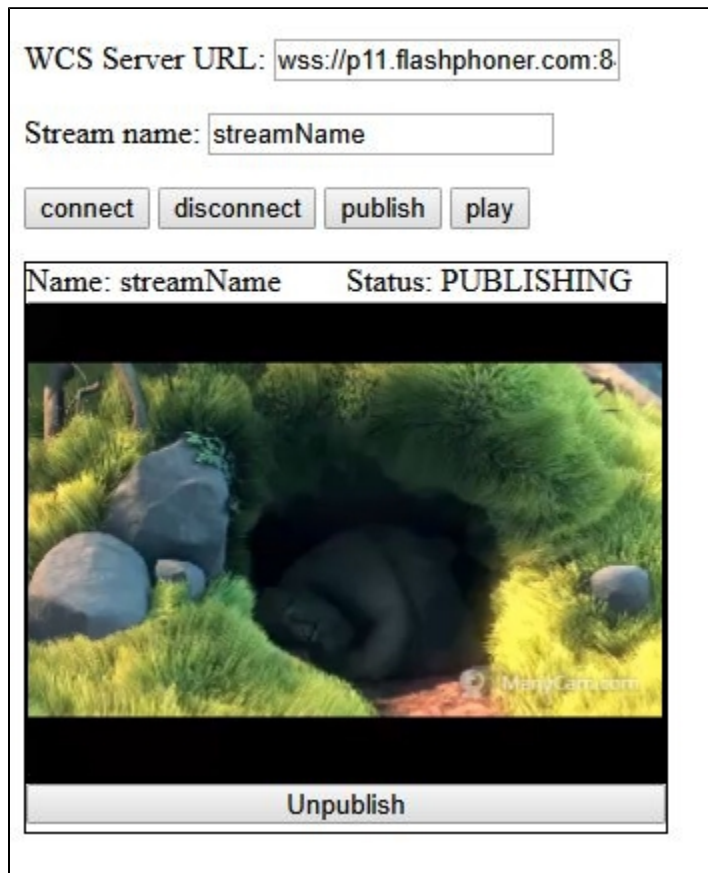 WCS Server URL: wss://p11.flashphoner.com:8
Stream name: streamName
connect disconnect publish play
Name: streamName Status: PUBLISHING
ManyCam.com
Unpublish